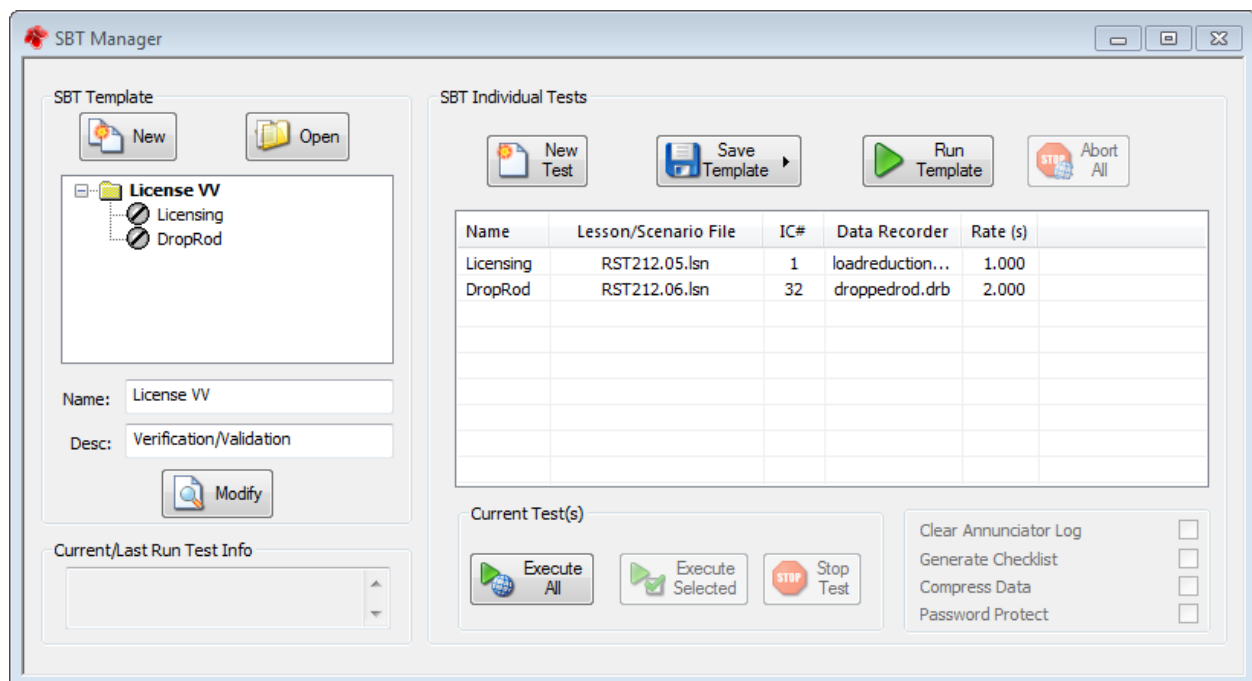 SBT Manager
SBT Template
New
Open
License VV
Licensing
DropRod
Name: License VV
Desc: Verification/Validation
Modify
Current/Last Run Test Info
SBT Individual Tests
New
Test
Save
Template
Run
Template
STOP
Abort
All
Name Lesson/Scenario File IC# Data Recorder Rate (s)
Licensing RST212.05.lsn 1 loadreduction... 1.000
DropRod RST212.06.lsn 32 droppedrod.drb 2.000
Current Test(s)
Execute
All
Execute
Selected
STOP
Stop
Test
Clear Annunciator Log
Generate Checklist
Compress Data
Password Protect